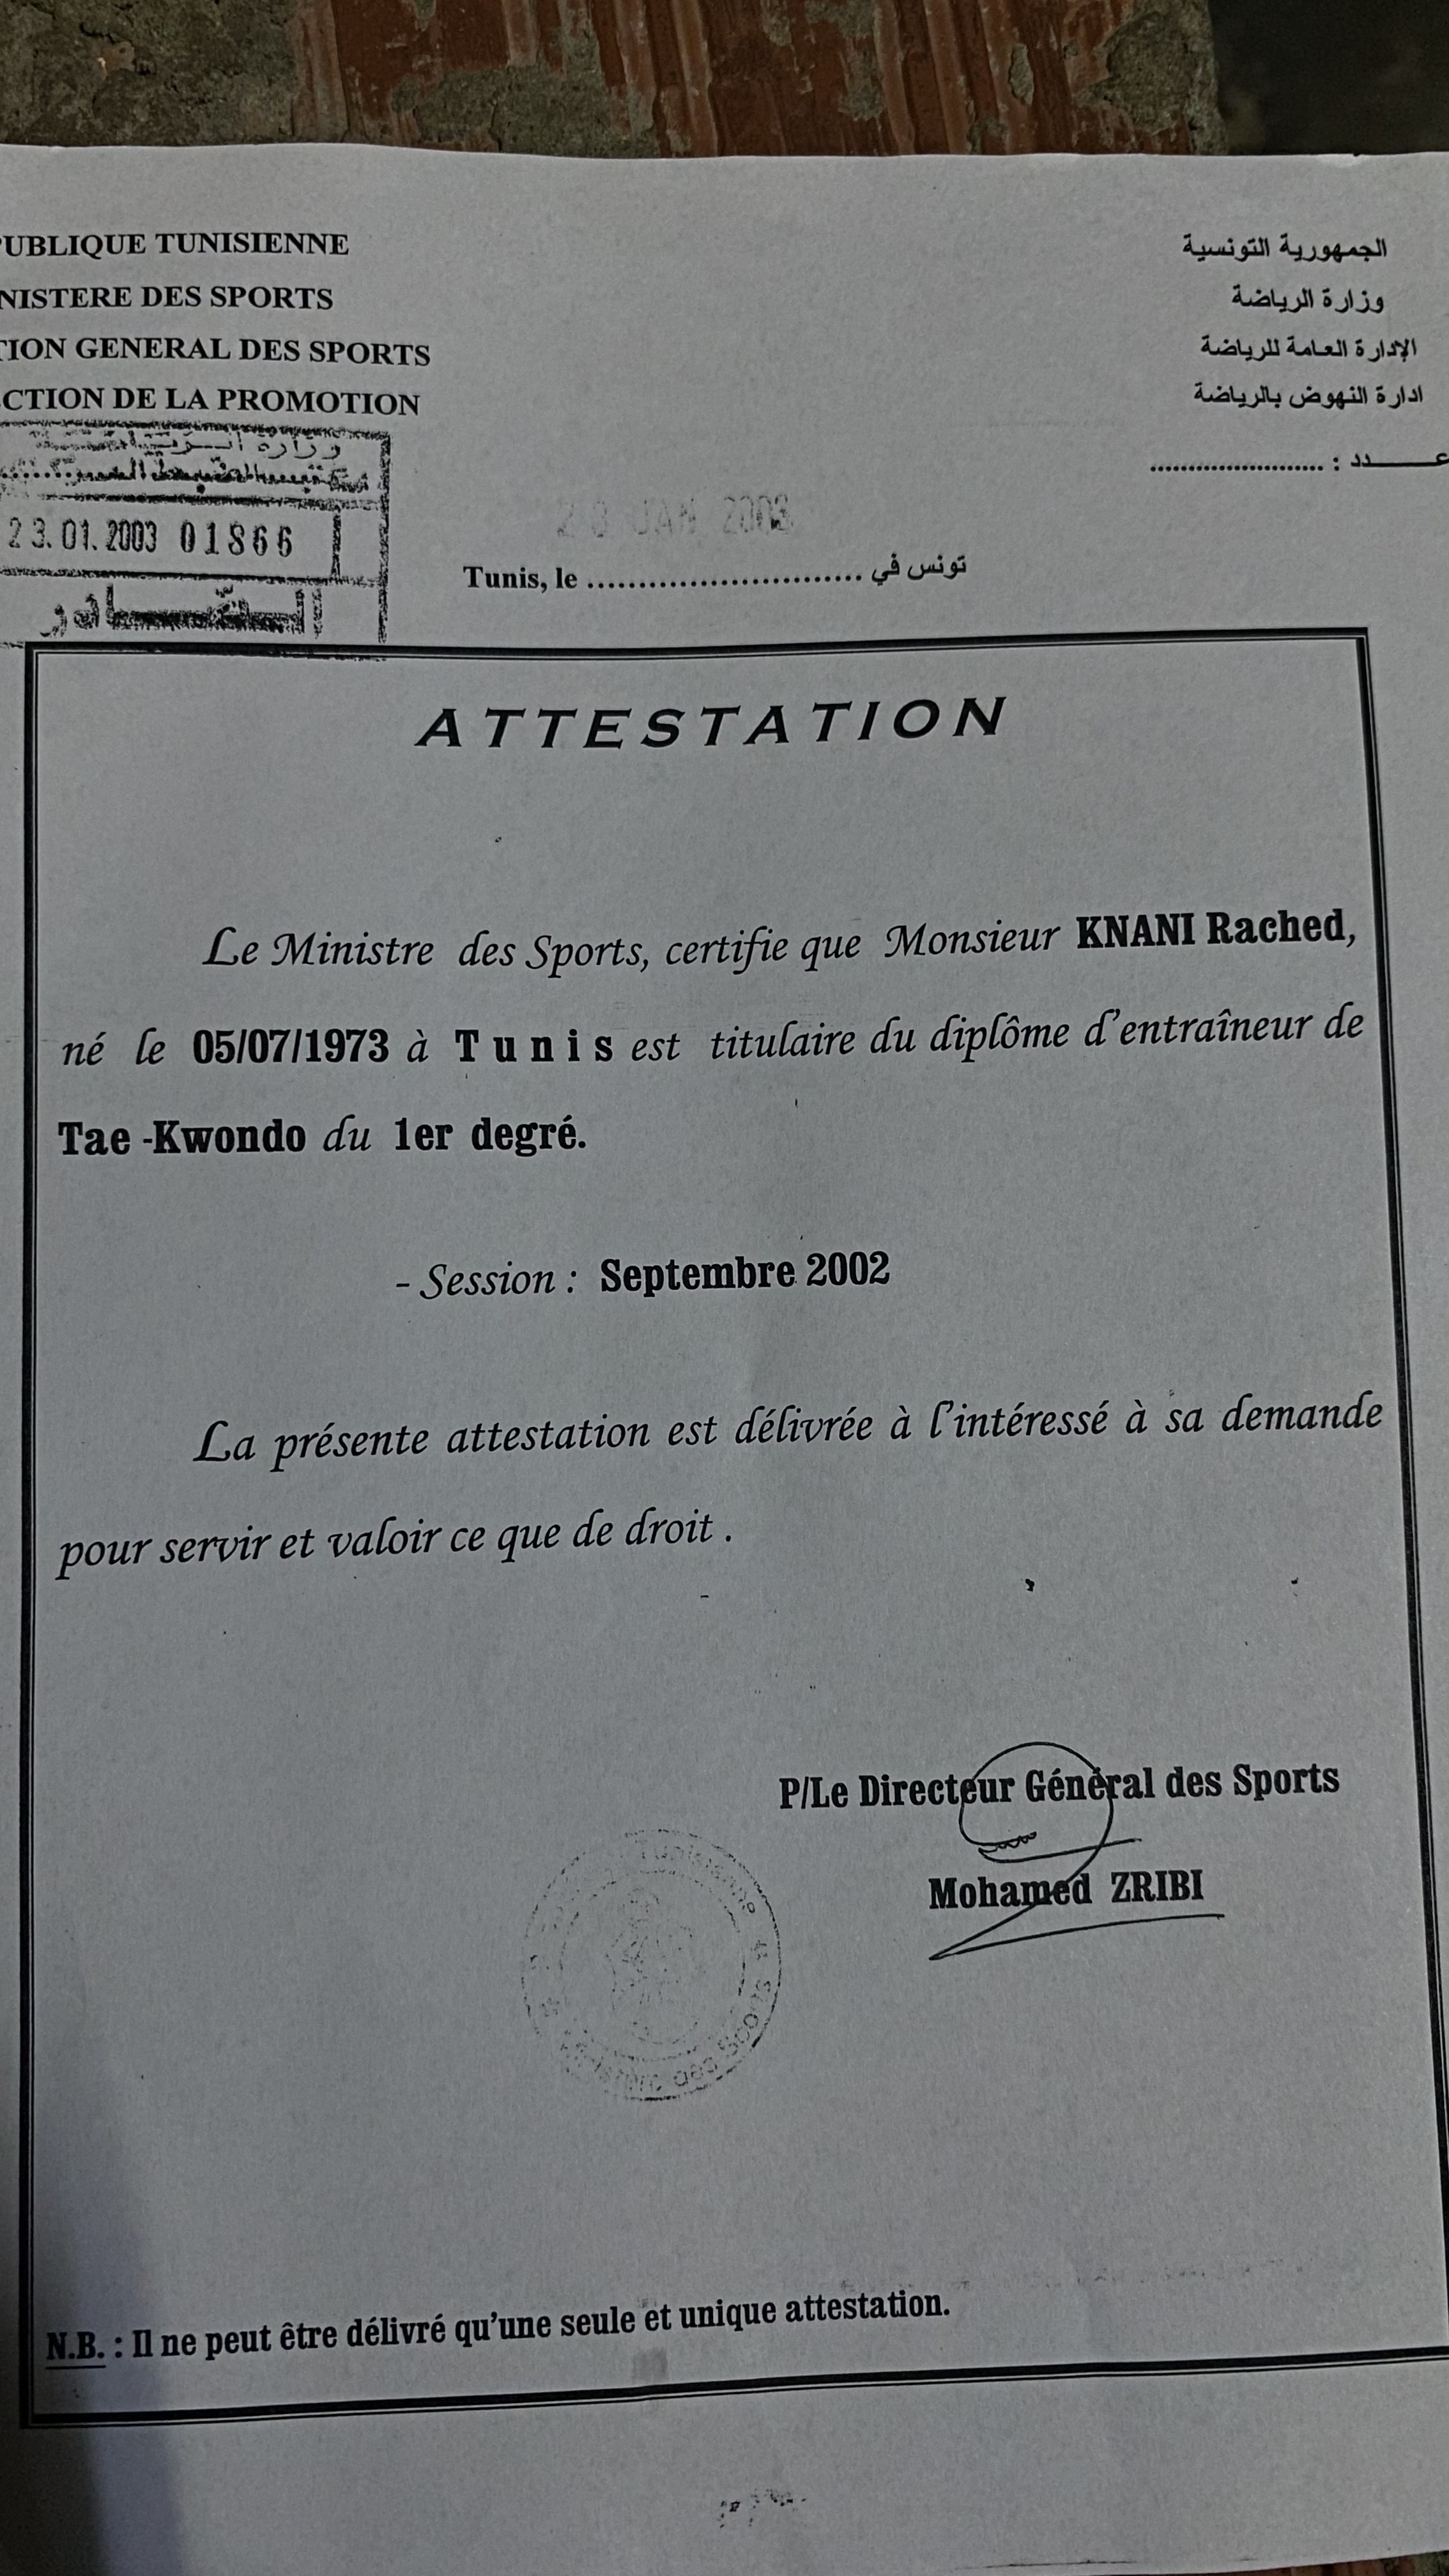 PUBLIQUE TUNISIENNE
NISTERE DES SPORTS
TION GENERAL DES SPORTS
CTION DE LA PROMOTION
الجمهورية التونسية
وزارة الرياضة
الإدارة العامة للرياضة
ادارة النهوض بالرياضة
عـــــدد : ........................
23.01.2003 01866
JAN 2003
Tunis, le ........................... تونس في
ATTESTATION
Le Ministre des Sports, certifie que Monsieur KNANI Rached,
né le 05/07/1973 à Tunis est titulaire du diplôme d'entraîneur de
Tae -Kwondo du 1er degré.
- Session : Septembre 2002
La présente attestation est délivrée à l'intéressé à sa demande
pour servir et valoir ce que de droit .
P/Le Directeur Général des Sports
Mohamed ZRIBI
Tunisienne
des Sports
N.B. : Il ne peut être délivré qu'une seule et unique attestation.